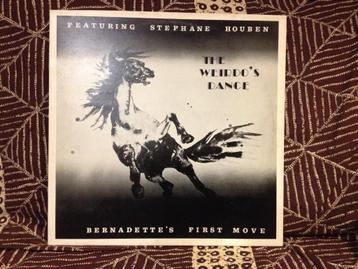 FEATURING STEPHANE HOUBEN
THE
WEIRDO'S
DANCE
BERNADETTE'S FIRST MOVE